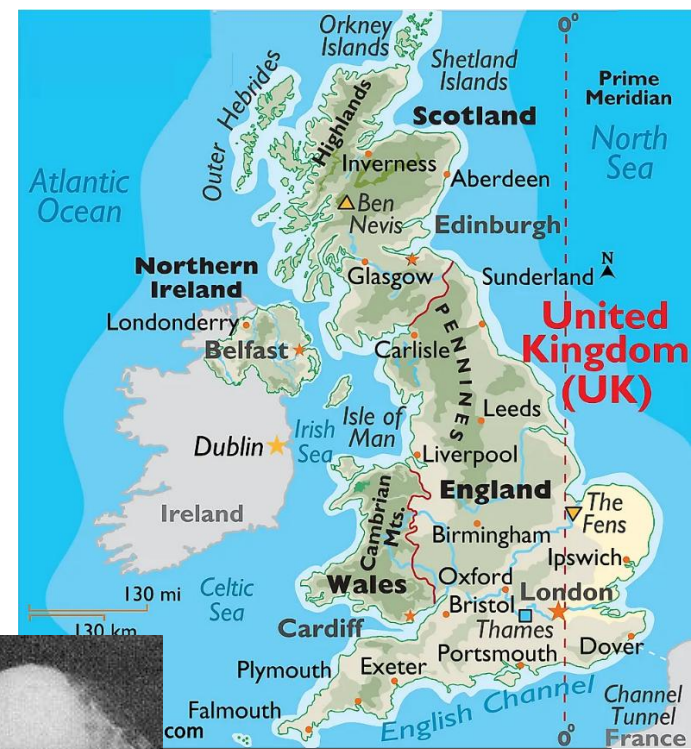 Orkney
Islands
0°
Shetland
Islands
Prime
Meridian
Outer Hebrides
Highlands
Scotland
North
Sea
Inverness
Aberdeen
Atlantic
Ocean
Ben
Nevis
Edinburgh
Northern
Ireland
Glasgow
Sunderland
N
Londonderry
Belfast
Carlisle
PENNINES
United
Kingdom
(UK)
Isle of
Man
Irish
Sea
Leeds
Dublin
Liverpool
England
Ireland
Cambrian
Mts.
The
Fens
Birmingham
Ipswich
130 mi
130 km
Celtic
Sea
Wales
Oxford
London
Bristol
Thames
Cardiff
Portsmouth
Dover
Plymouth
Exeter
English Channel
Channel
Tunnel
Falmouth
com
0°
France